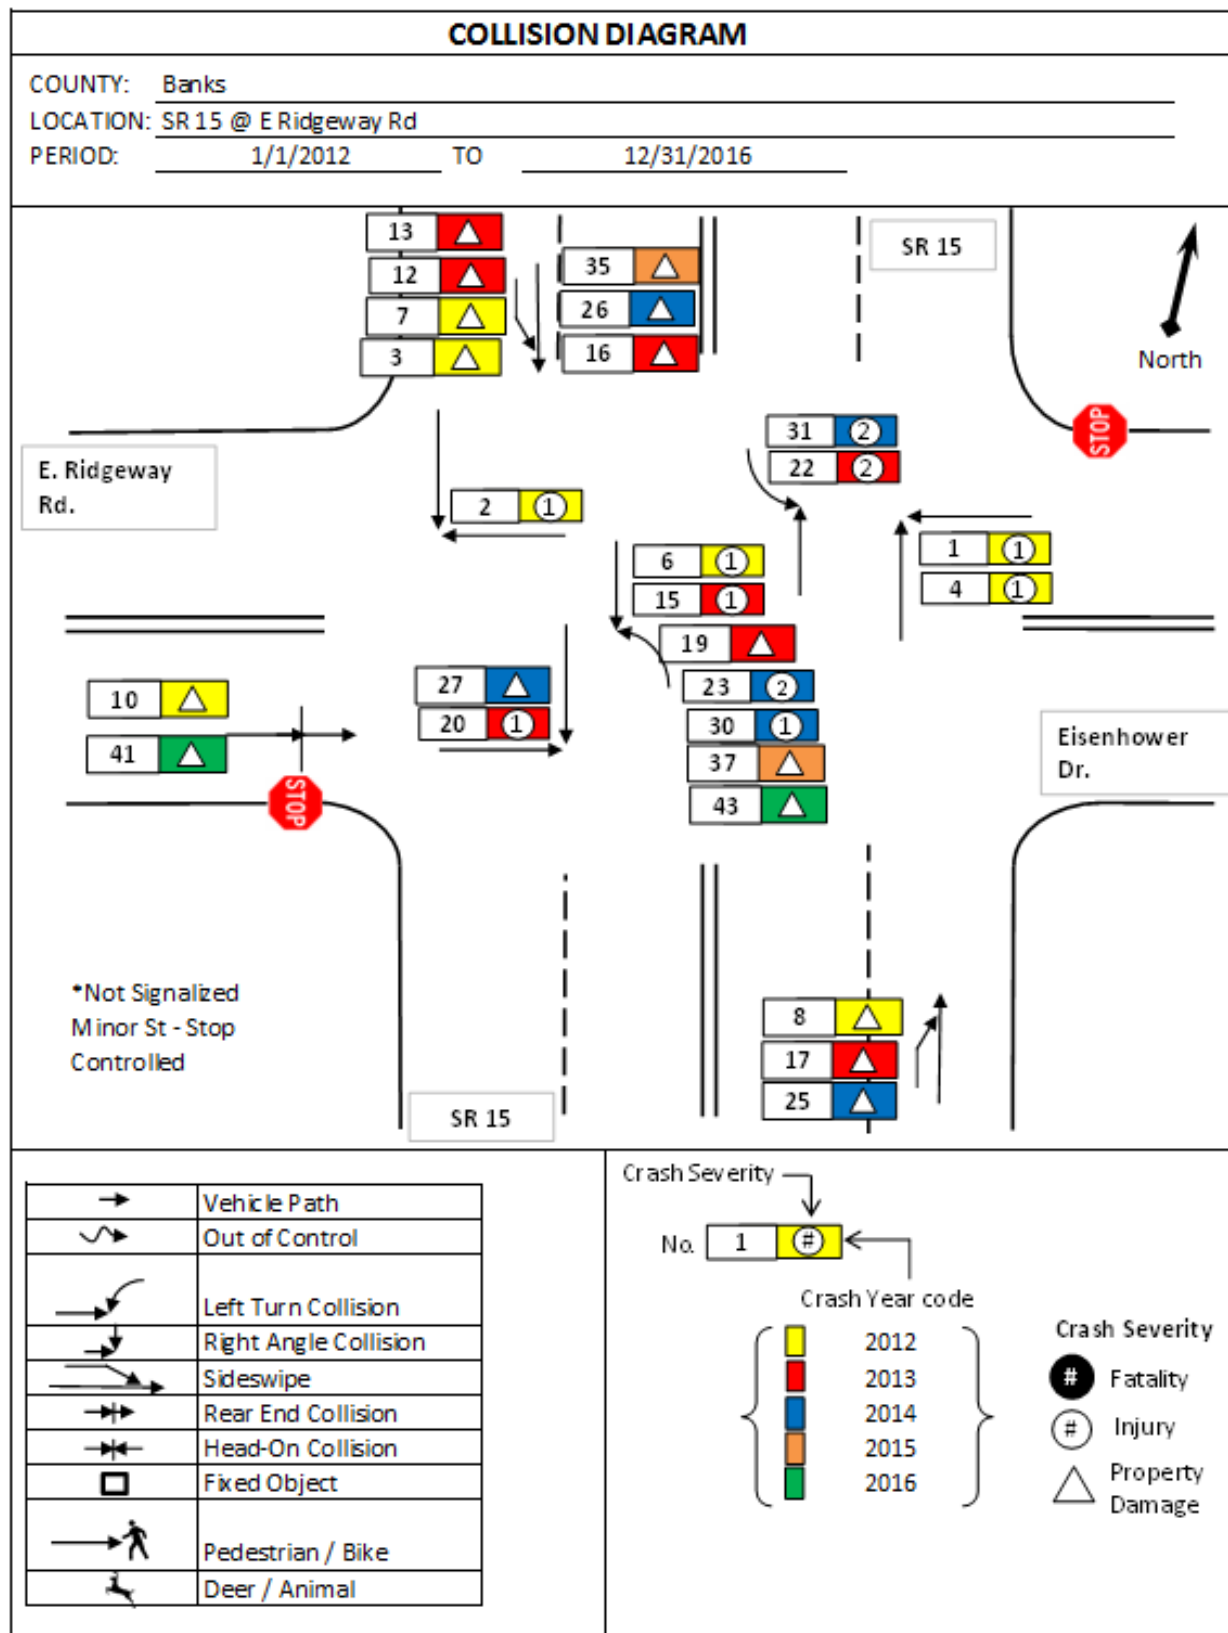 COLLISION DIAGRAM
COUNTY: Banks
LOCATION: SR 15 @ E Ridgeway Rd
PERIOD: 1/1/2012 TO 12/31/2016
13
12
7
3
35
26
16
SR 15
North
STOP
E. Ridgeway
Rd.
31 2
22 2
2 1
1 1
4 1
6 1
15 1
19
23 2
30 1
37
43
27
20 1
10
41
STOP
Eisenhower
Dr.
*Not Signalized
Minor St - Stop
Controlled
8
17
25
SR 15
Vehicle Path
Out of Control
Left Turn Collision
Right Angle Collision
Sideswipe
Rear End Collision
Head-On Collision
Fixed Object
Pedestrian / Bike
Deer / Animal
Crash Severity
No. 1 #
Crash Year code
2012
2013
2014
2015
2016
Crash Severity
# Fatality
# Injury
Property
Damage